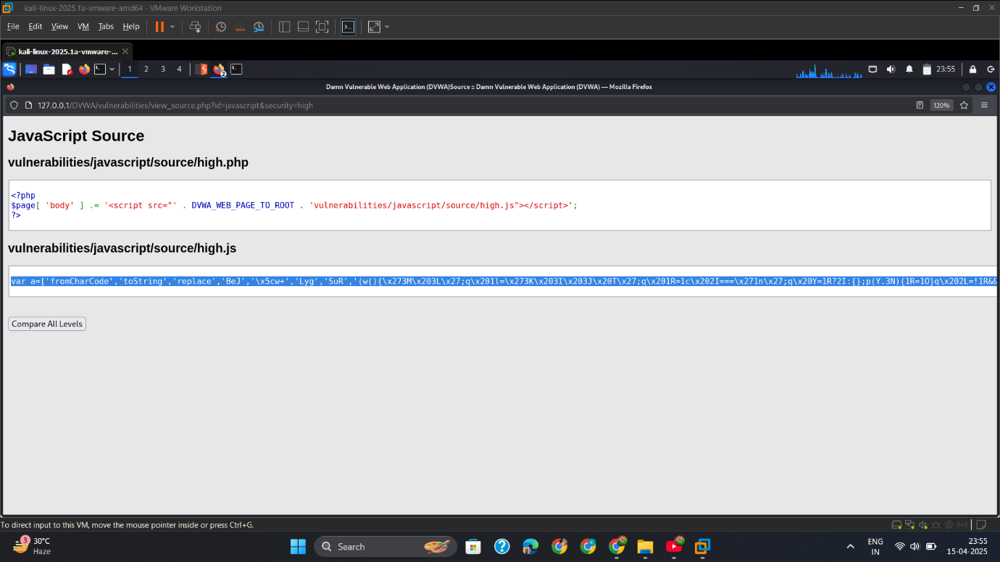 kali-linux-2025.1a-vmware-amd64 - VMware Workstation
File Edit View VM Tabs Help
kali-linux-2025.1a-vmware-...
1 2 3 4 2 23:55
Damn Vulnerable Web Application (DVWA)Source :: Damn Vulnerable Web Application (DVWA) — Mozilla Firefox
127.0.0.1/DVWA/vulnerabilities/view_source.php?id=javascript&security=high 120%
JavaScript Source
vulnerabilities/javascript/source/high.php
<?php
$page[ 'body' ] .= '<script src="' . DVWA_WEB_PAGE_TO_ROOT . 'vulnerabilities/javascript/source/high.js"></script>';
?>
vulnerabilities/javascript/source/high.js
var a=['fromCharCode','toString','replace','BeJ','\x5cw+','Lyg','SuR','(w(){\x273M\x203L\x27;q\x201l=\x273K\x203I\x203J\x20T\x27;q\x201R=1c\x202I===\x271n\x27;q\x20Y=1R?2I:{};p(Y.3N){1R=1O}q\x202L=!1R&&
Compare All Levels
To direct input to this VM, move the mouse pointer inside or press Ctrl+G.
3 30°C
Haze
Search
ENG
IN
23:55
15-04-2025